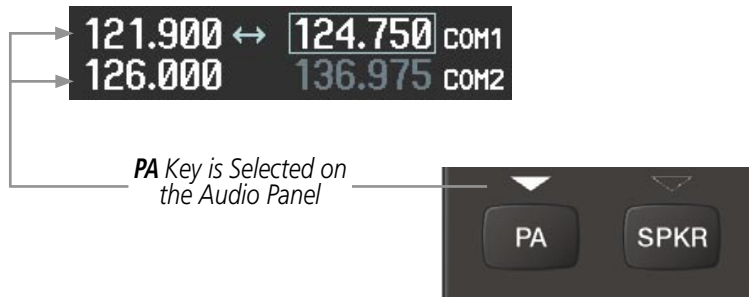 121.900 ↔ 124.750 COM1
126.000 136.975 COM2
PA Key is Selected on
the Audio Panel
PA SPKR